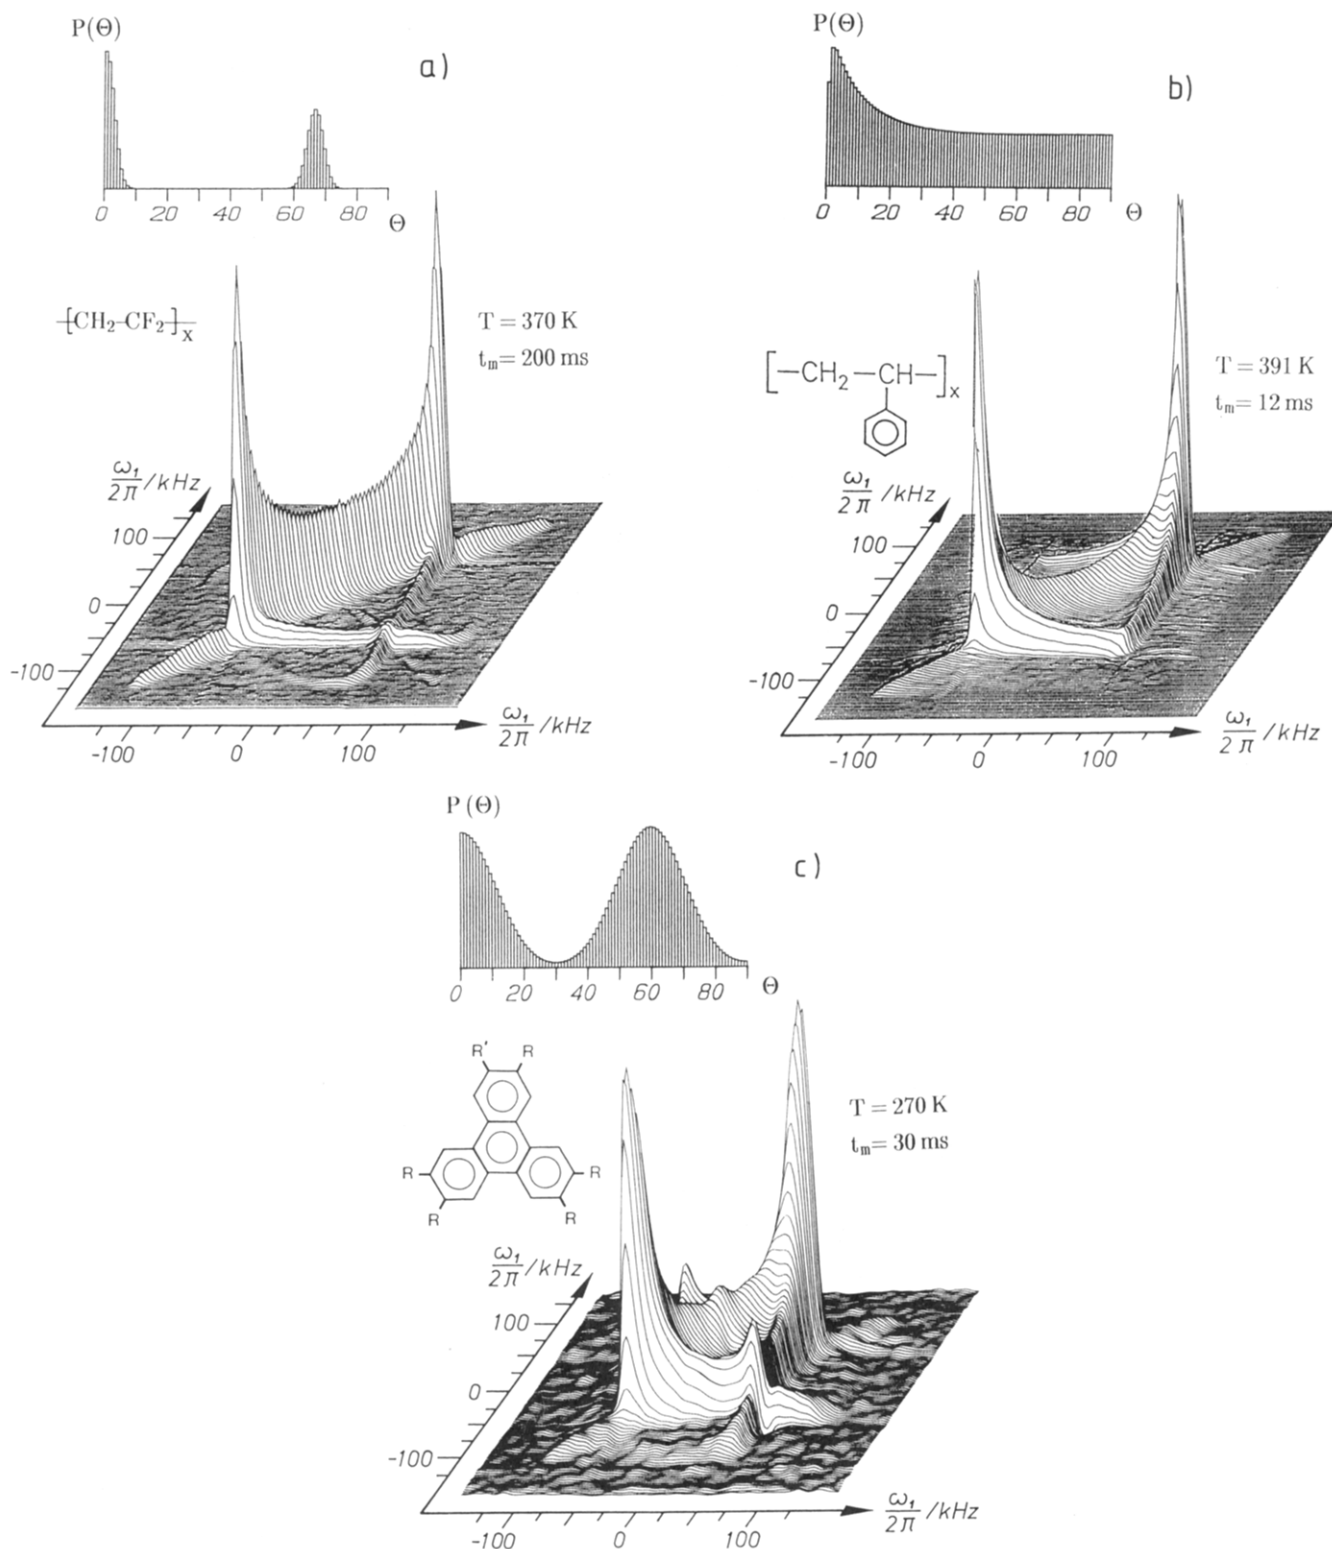 P(Θ)
a)
0 20 40 60 80 Θ
-[CH₂-CF₂]x
T = 370 K
tₘ= 200 ms
ω₁/2π /kHz
100
0
-100
-100 0 100
ω₁/2π /kHz
P(Θ)
b)
0 20 40 60 80 Θ
[-CH₂-CH-]x
T = 391 K
tₘ= 12 ms
ω₁/2π /kHz
100
0
-100
-100 0 100
ω₁/2π /kHz
P (Θ)
c)
0 20 40 60 80 Θ
R' R
R R
R R
T = 270 K
tₘ= 30 ms
ω₁/2π /kHz
100
0
-100
-100 0 100
ω₁/2π /kHz